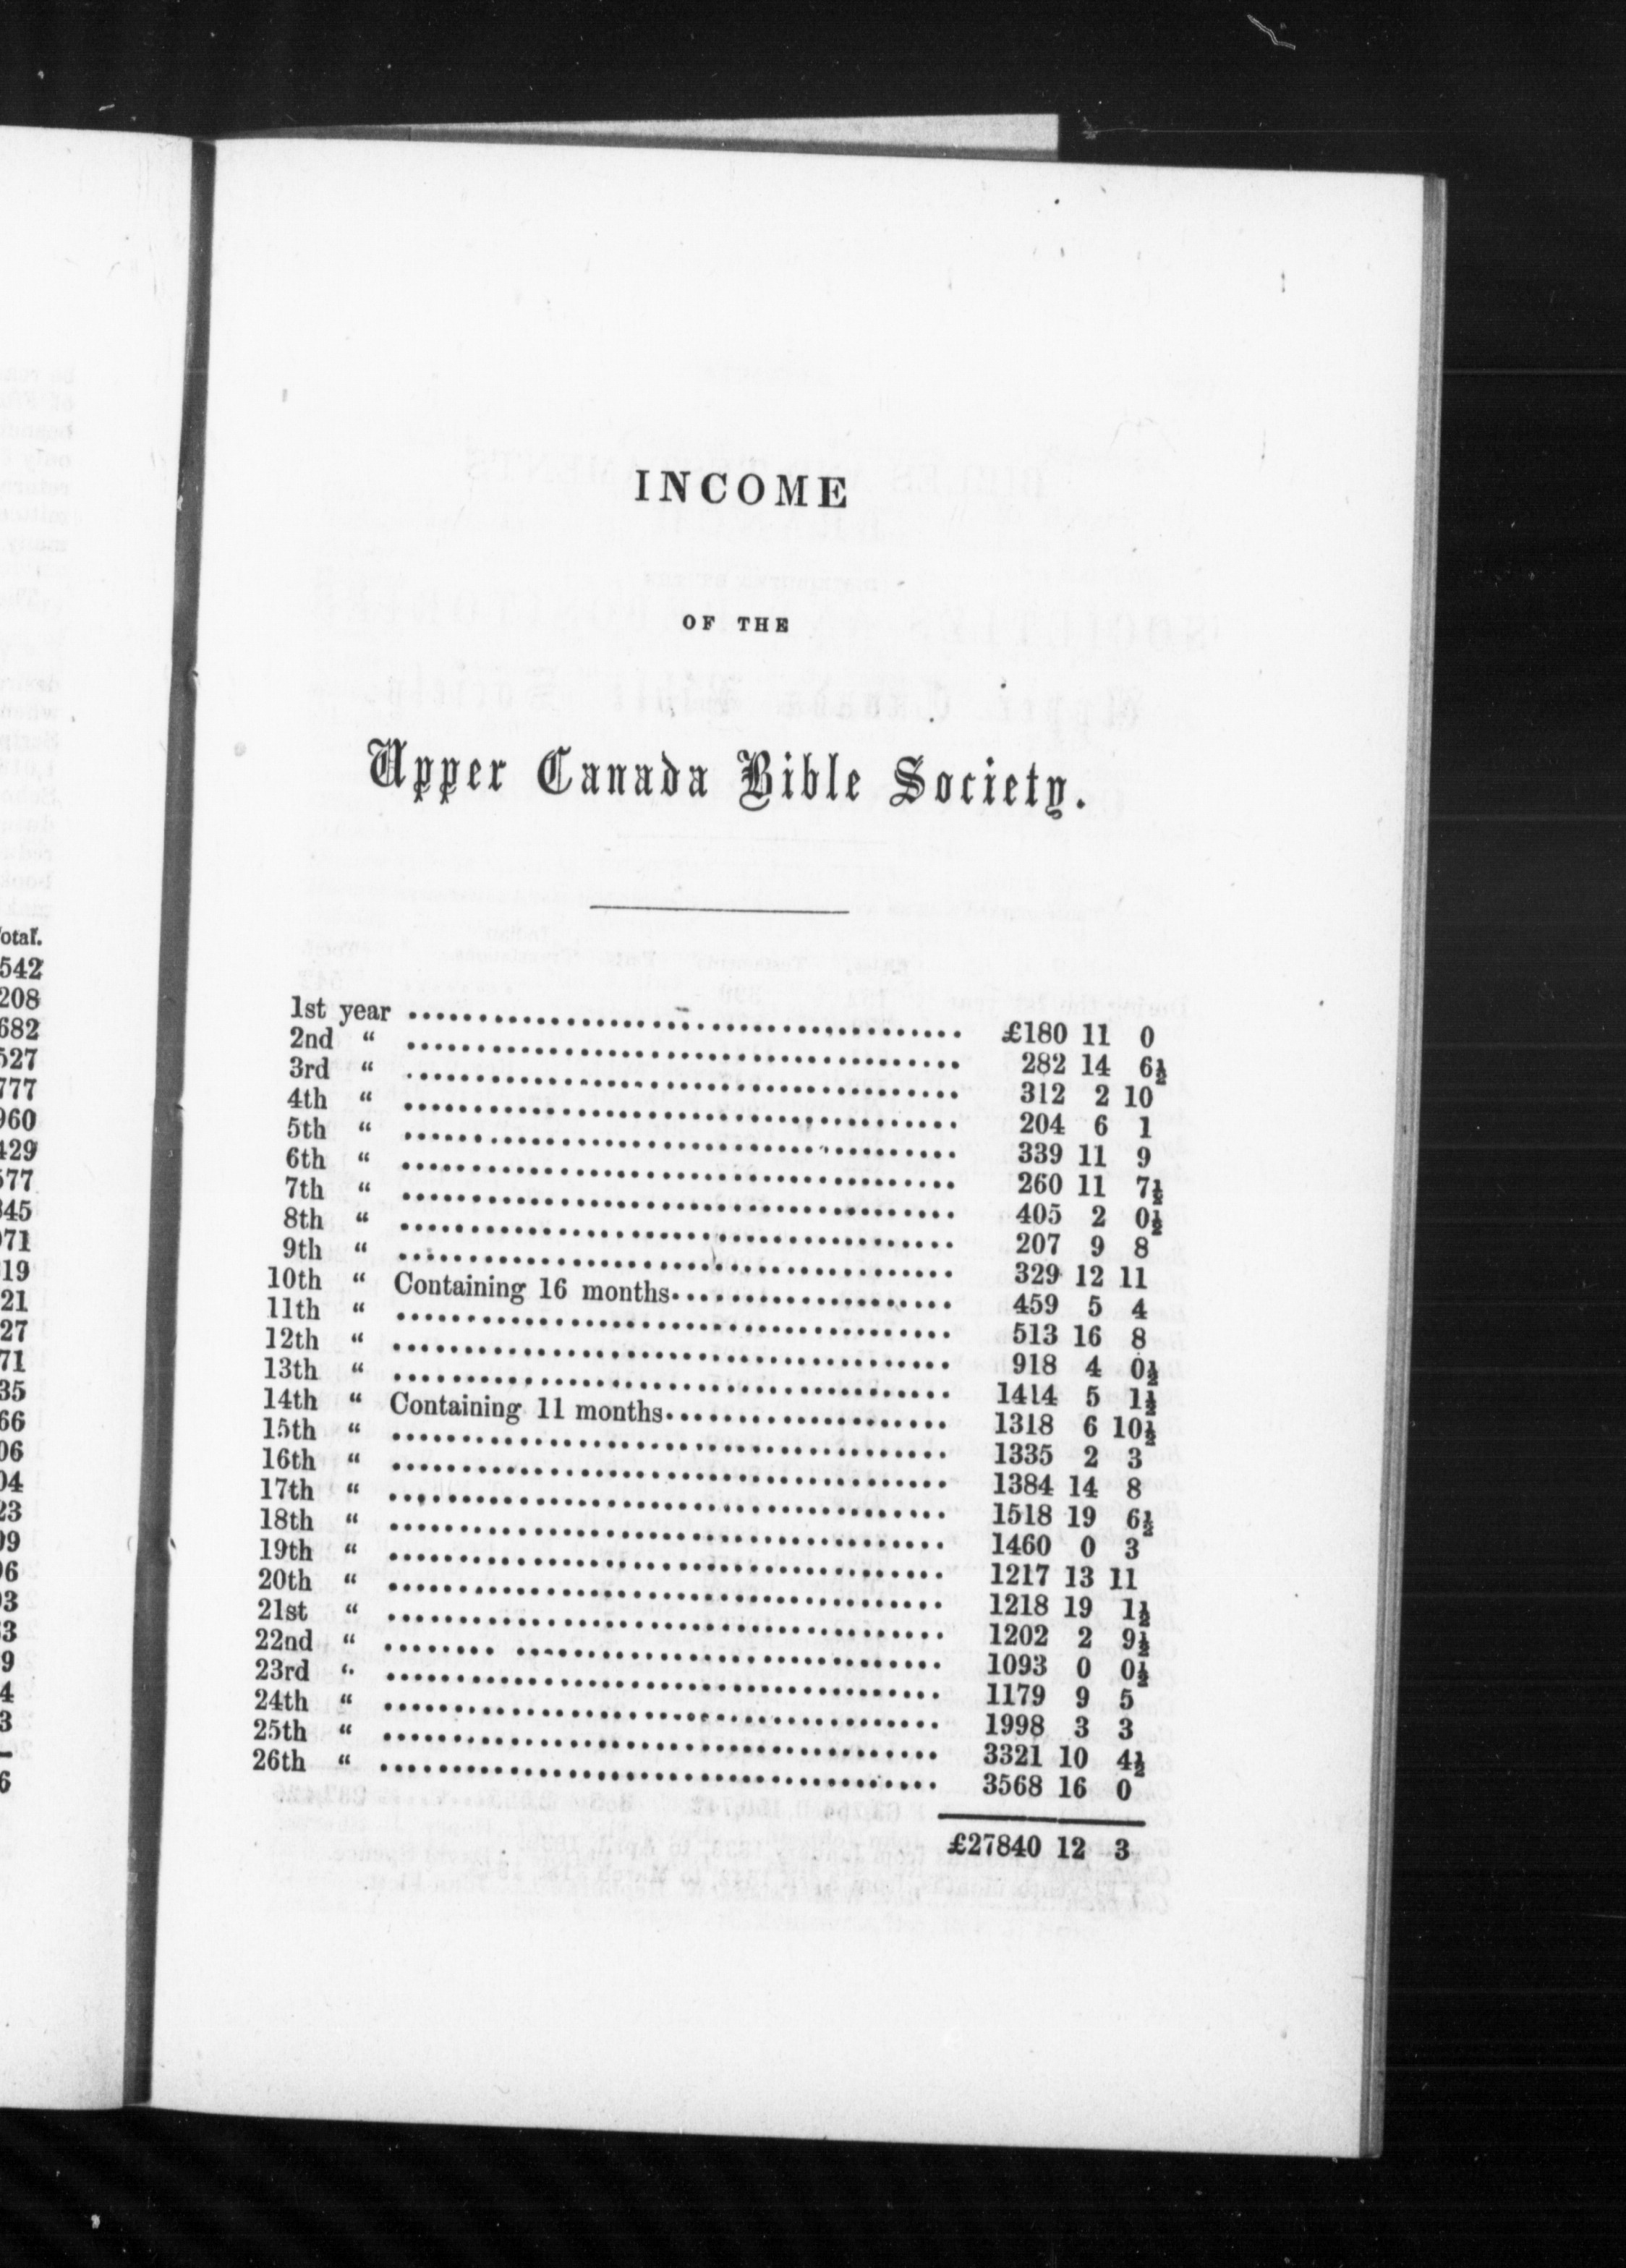 INCOME
OF THE
Upper Canada Bible Society.
1st year ........................................ £180 11 0
2nd “ ........................................ 282 14 6½
3rd “ ........................................ 312 2 10
4th “ ........................................ 204 6 1
5th “ ........................................ 339 11 9
6th “ ........................................ 260 11 7½
7th “ ........................................ 405 2 0½
8th “ ........................................ 207 9 8
9th “ ........................................ 329 12 11
10th “ Containing 16 months.................... 459 5 4
11th “ ........................................ 513 16 8
12th “ ........................................ 918 4 0½
13th “ ........................................ 1414 5 1½
14th “ Containing 11 months.................... 1318 6 10½
15th “ ........................................ 1335 2 3
16th “ ........................................ 1384 14 8
17th “ ........................................ 1518 19 6½
18th “ ........................................ 1460 0 3
19th “ ........................................ 1217 13 11
20th “ ........................................ 1218 19 1½
21st “ ........................................ 1202 2 9½
22nd “ ........ ............................... 1093 0 0½
23rd “ ........................................ 1179 9 5
24th “ ........................................ 1998 3 3
25th “ ........................................ 3321 10 4½
26th “ ........................................ 3568 16 0
£27840 12 3